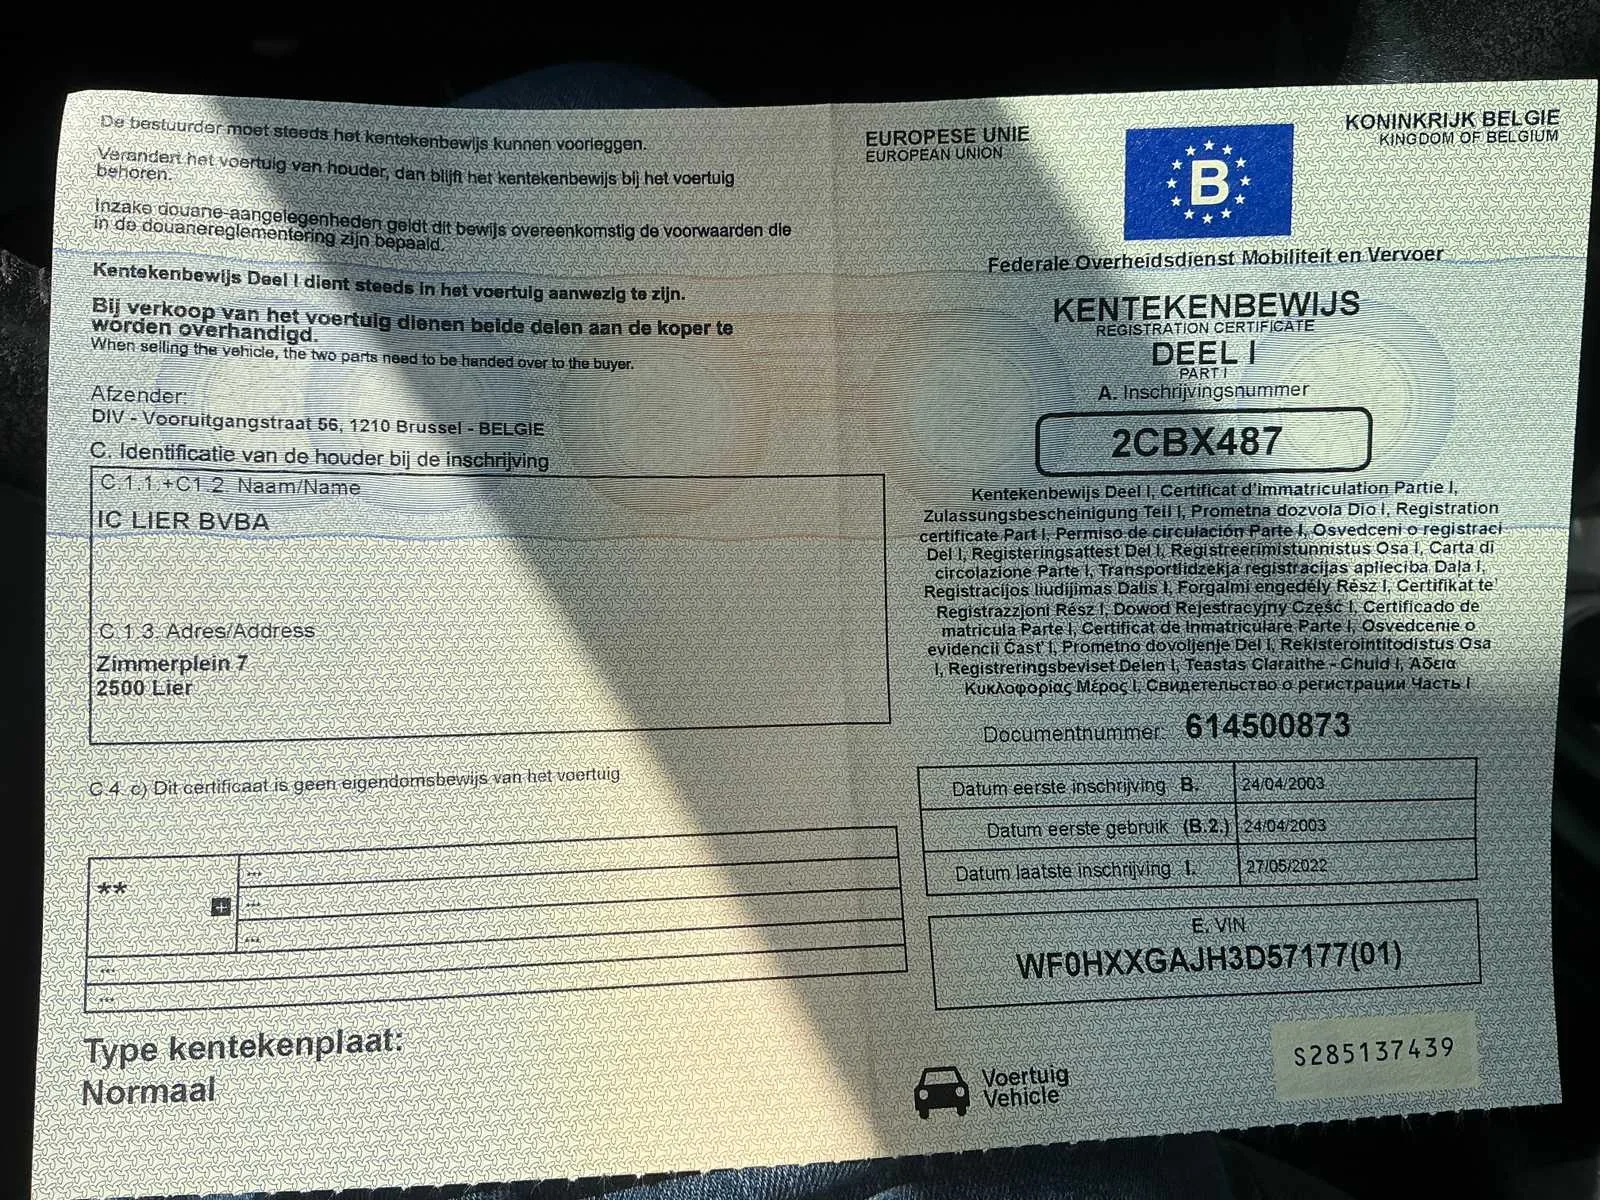 De bestuurder moet steeds het kentekenbewijs kunnen voorleggen.
Verandert het voertuig van houder, dan blijft het kentekenbewijs bij het voertuig
behoren.
Inzake douane-aangelegenheden geldt dit bewijs overeenkomstig de voorwaarden die
in de douanereglementering zijn bepaald.
Kentekenbewijs Deel I dient steeds in het voertuig aanwezig te zijn.
Bij verkoop van het voertuig dienen beide delen aan de koper te
worden overhandigd.
When selling the vehicle, the two parts need to be handed over to the buyer.
Afzender:
DIV - Vooruitgangstraat 56, 1210 Brussel - BELGIE
C. Identificatie van de houder bij de inschrijving
C.1.1.+C1.2. Naam/Name
IC LIER BVBA
C.1.3. Adres/Address
Zimmerplein 7
2500 Lier
C.4. c) Dit certificaat is geen eigendomsbewijs van het voertuig
**
...
...
...
...
...
Type kentekenplaat:
Normaal
EUROPESE UNIE
EUROPEAN UNION
B
KONINKRIJK BELGIE
KINGDOM OF BELGIUM
Federale Overheidsdienst Mobiliteit en Vervoer
KENTEKENBEWIJS
REGISTRATION CERTIFICATE
DEEL I
PART I
A. Inschrijvingsnummer
2CBX487
Kentekenbewijs Deel I, Certificat d'immatriculation Partie I,
Zulassungsbescheinigung Teil I, Prometna dozvola Dio I, Registration
certificate Part I, Permiso de circulación Parte I, Osvedceni o registraci
Del I, Registeringsattest Del I, Registreerimistunnistus Osa I, Carta di
circolazione Parte I, Transportlidzekja registracijas aplieciba Daļa I,
Registracijos liudijimas Dalis I, Forgalmi engedély Rész I, Certifikat te'
Registrazzjoni Rész I, Dowod Rejestracyjny Część I, Certificado de
matricula Parte I, Certificat de Inmatriculare Parte I, Osvedcenie o
evidencii Čast' I, Prometno dovoljenje Del I, Rekisterointitodistus Osa
I, Registreringsbeviset Delen I, Teastas Claraithe - Chuid I, Άδεια
Κυκλοφορίας Μέρος I, Свидетельство о регистрации Часть I
Documentnummer: 614500873
Datum eerste inschrijving B. 24/04/2003
Datum eerste gebruik (B.2.) 24/04/2003
Datum laatste inschrijving I. 27/05/2022
E. VIN
WF0HXXGAJH3D57177(01)
Voertuig
Vehicle
S285137439